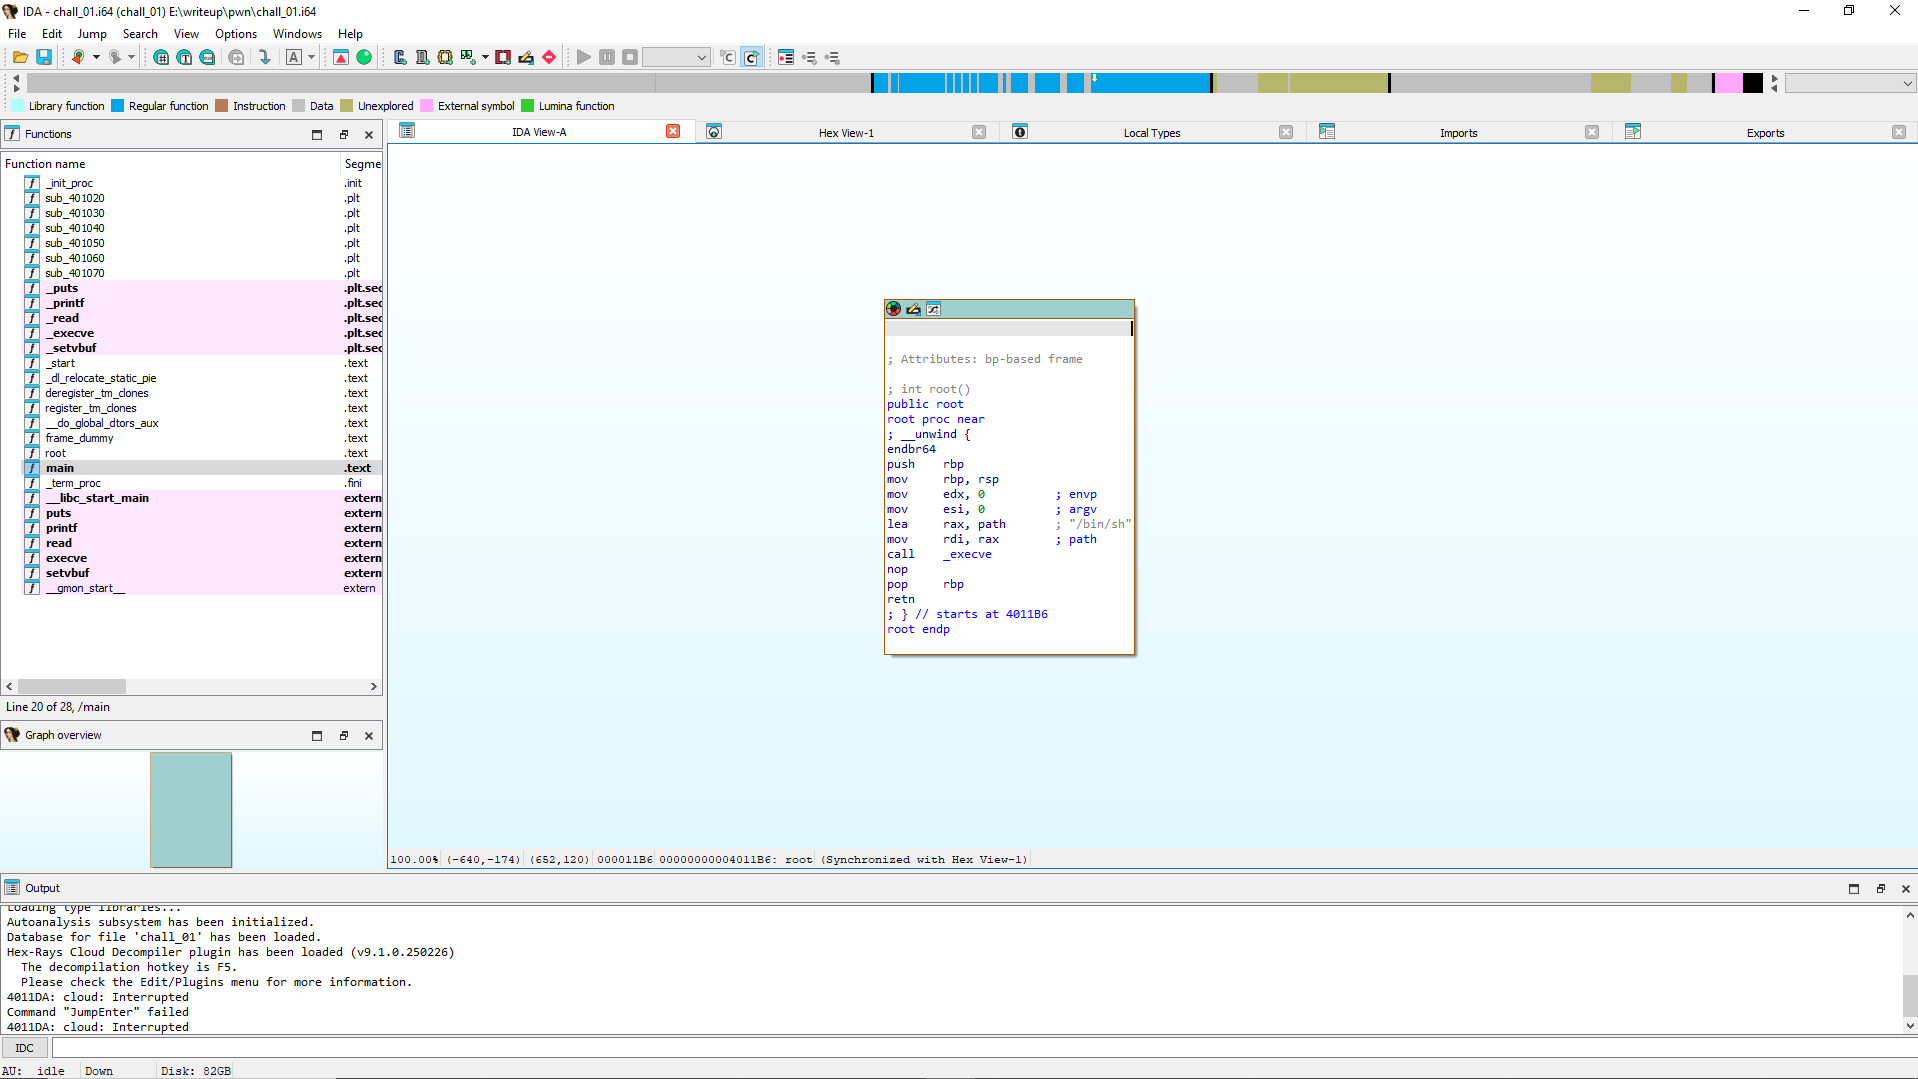 IDA - chall_01.i64 (chall_01) E:\writeup\pwn\chall_01.i64
File Edit Jump Search View Options Windows Help
Library function Regular function Instruction Data Unexplored External symbol Lumina function
Functions
IDA View-A Hex View-1 Local Types Imports Exports
Function name Segme
_init_proc .init
sub_401020 .plt
sub_401030 .plt
sub_401040 .plt
sub_401050 .plt
sub_401060 .plt
sub_401070 .plt
_puts .plt.sec
_printf .plt.sec
_read .plt.sec
_execve .plt.sec
_setvbuf .plt.sec
_start .text
_dl_relocate_static_pie .text
deregister_tm_clones .text
register_tm_clones .text
__do_global_dtors_aux .text
frame_dummy .text
root .text
main .text
_term_proc .fini
__libc_start_main extern
puts extern
printf extern
read extern
execve extern
setvbuf extern
__gmon_start__ extern
Line 20 of 28, /main
Graph overview
; Attributes: bp-based frame
; int root()
public root
root proc near
; __unwind {
endbr64
push rbp
mov rbp, rsp
mov edx, 0 ; envp
mov esi, 0 ; argv
lea rax, path ; "/bin/sh"
mov rdi, rax ; path
call _execve
nop
pop rbp
retn
; } // starts at 4011B6
root endp
100.00% (-640,-174) (652,120) 000011B6 00000000004011B6: root (Synchronized with Hex View-1)
Output
Loading type libraries...
Autoanalysis subsystem has been initialized.
Database for file 'chall_01' has been loaded.
Hex-Rays Cloud Decompiler plugin has been loaded (v9.1.0.250226)
The decompilation hotkey is F5.
Please check the Edit/Plugins menu for more information.
4011DA: cloud: Interrupted
Command "JumpEnter" failed
4011DA: cloud: Interrupted
IDC
AU: idle Down Disk: 82GB